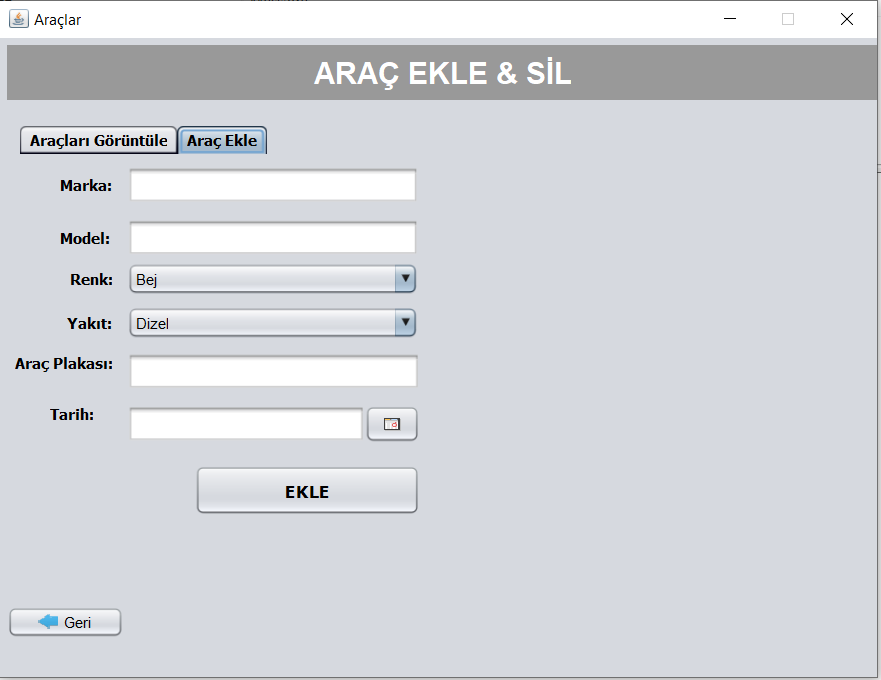 Araçlar
ARAÇ EKLE & SİL
Araçları Görüntüle Araç Ekle
Marka:
Model:
Renk: Bej
Yakıt: Dizel
Araç Plakası:
Tarih:
EKLE
Geri